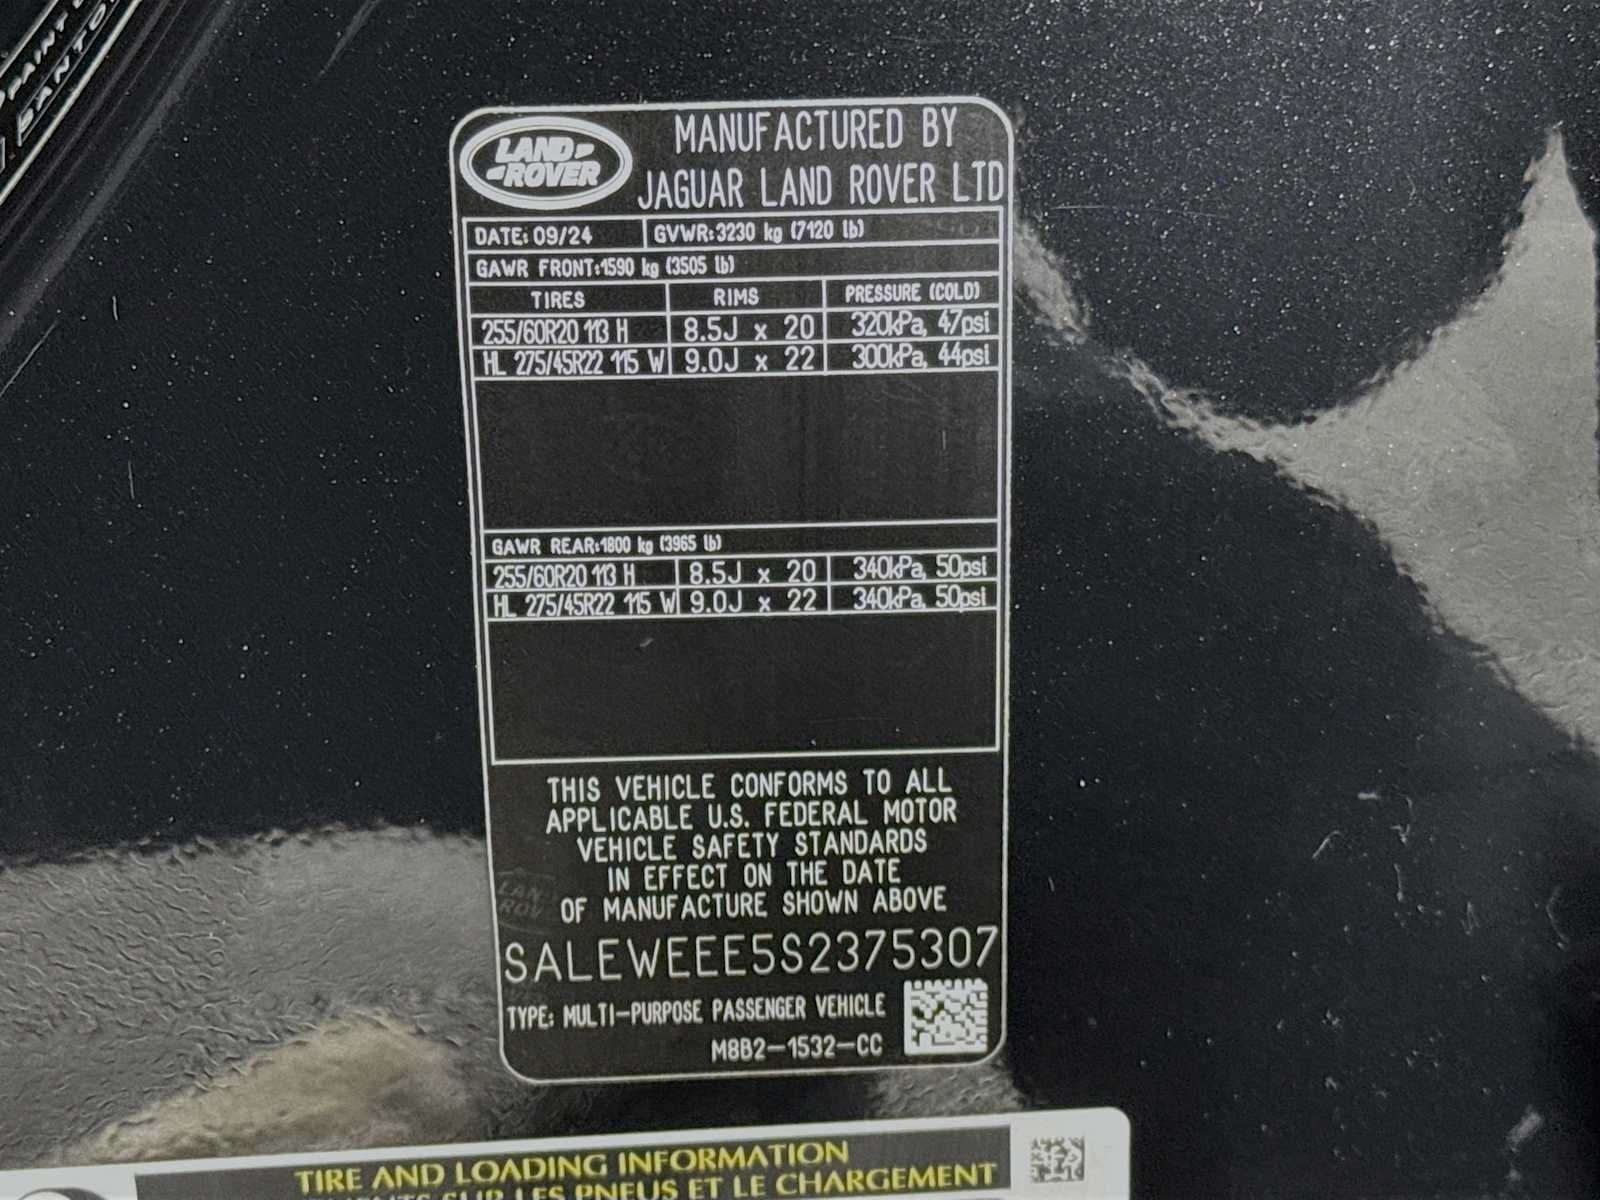 PAINT
SANTO
LAND
ROVER
MANUFACTURED BY
JAGUAR LAND ROVER LTD
DATE: 09/24 GVWR:3230 kg (7120 lb)
GAWR FRONT:1590 kg (3505 lb)
TIRES RIMS PRESSURE (COLD)
255/60R20 113 H 8.5J x 20 320kPa, 47psi
HL 275/45R22 115 W 9.0J x 22 300kPa, 44psi
GAWR REAR:1800 kg (3965 lb)
255/60R20 113 H 8.5J x 20 340kPa, 50psi
HL 275/45R22 115 W 9.0J x 22 340kPa, 50psi
THIS VEHICLE CONFORMS TO ALL
APPLICABLE U.S. FEDERAL MOTOR
VEHICLE SAFETY STANDARDS
IN EFFECT ON THE DATE
OF MANUFACTURE SHOWN ABOVE
SALEWEEE5S2375307
TYPE: MULTI-PURPOSE PASSENGER VEHICLE
M8B2-1532-CC
TIRE AND LOADING INFORMATION
SUR LES PNEUS ET LE CHARGEMENT